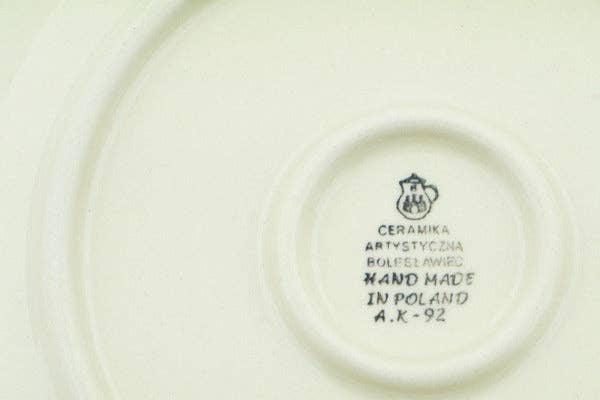 CERAMIKA
ARTYSTYCZNA
BOLESŁAWIEC
HAND MADE
IN POLAND
A.K-92